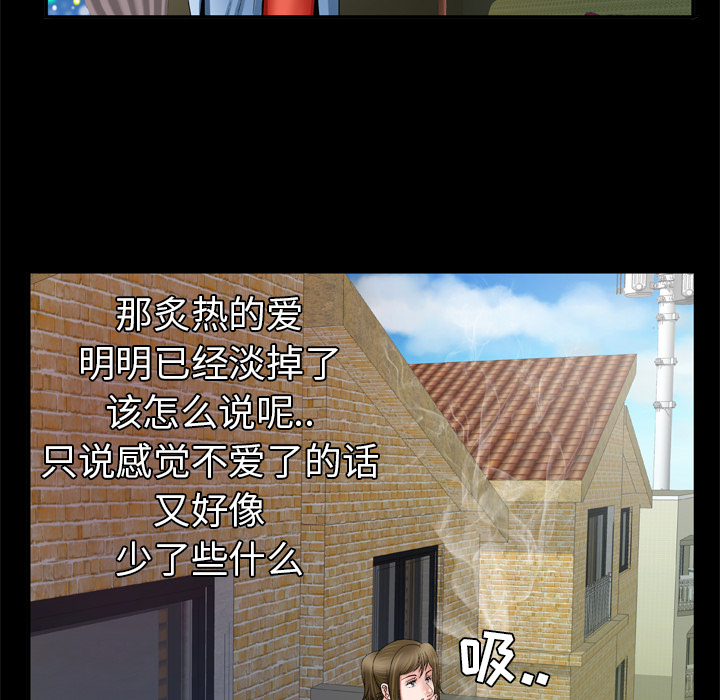 那炙热的爱
明明已经淡掉了
该怎么说呢..
只说感觉不爱了的话
又好像
少了些什么
吸..